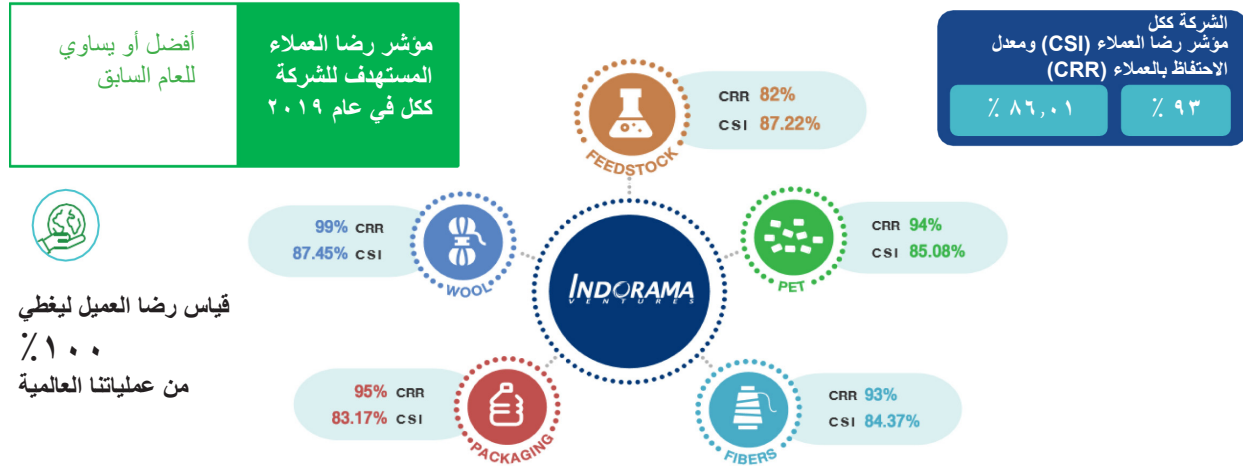 الشركة ككل
مؤشر رضا العملاء (CSI) ومعدل
الاحتفاظ بالعملاء (CRR)
٩٣ ٪
٨٦,٠١ ٪
مؤشر رضا العملاء
المستهدف للشركة
ككل في عام ٢٠١٩
أفضل أو يساوي
للعام السابق
CRR 82%
CSI 87.22%
FEEDSTOCK
99% CRR
87.45% CSI
WOOL
CRR 94%
CSI 85.08%
PET
INDORAMA
VENTURES
قياس رضا العميل ليغطي
٪١٠٠
من عملياتنا العالمية
95% CRR
83.17% CSI
PACKAGING
CRR 93%
CSI 84.37%
FIBERS